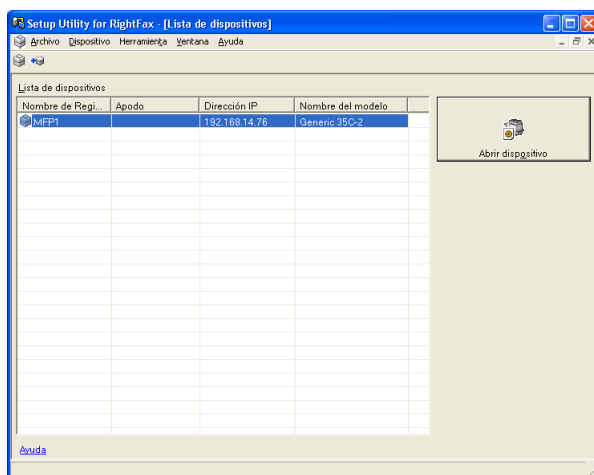 Setup Utility for RightFax - [Lista de dispositivos]
Archivo Dispositivo Herramienta Ventana Ayuda
Lista de dispositivos
Nombre de Regi... Apodo Dirección IP Nombre del modelo
MFP1 192.168.14.76 Generic 35C-2
Abrir dispositivo
Ayuda